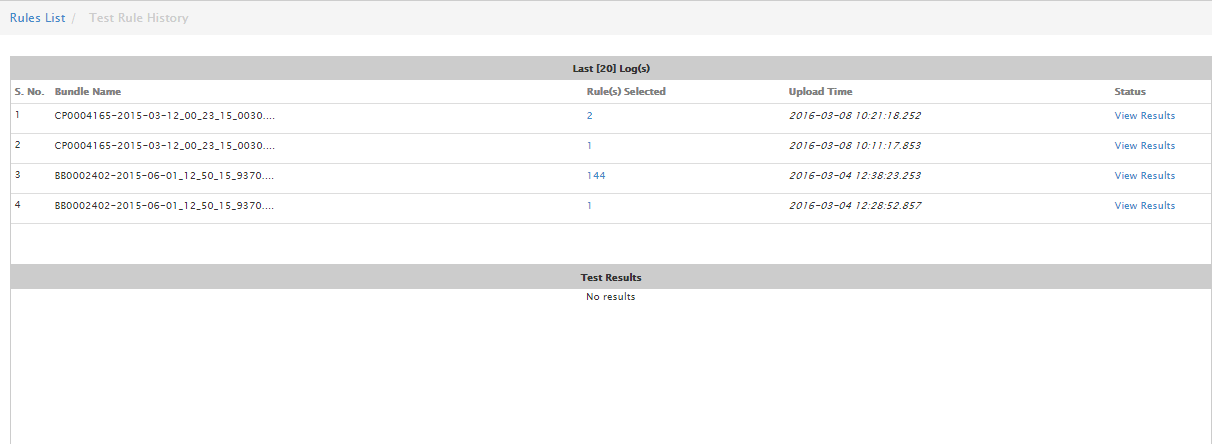 Rules List / Test Rule History
Last [20] Log(s)
S. No. Bundle Name Rule(s) Selected Upload Time Status
1 CP0004165-2015-03-12_00_23_15_0030.... 2 2016-03-08 10:21:18.252 View Results
2 CP0004165-2015-03-12_00_23_15_0030.... 1 2016-03-08 10:11:17.853 View Results
3 BB0002402-2015-06-01_12_50_15_9370.... 144 2016-03-04 12:38:23.253 View Results
4 BB0002402-2015-06-01_12_50_15_9370.... 1 2016-03-04 12:28:52.857 View Results
Test Results
No results